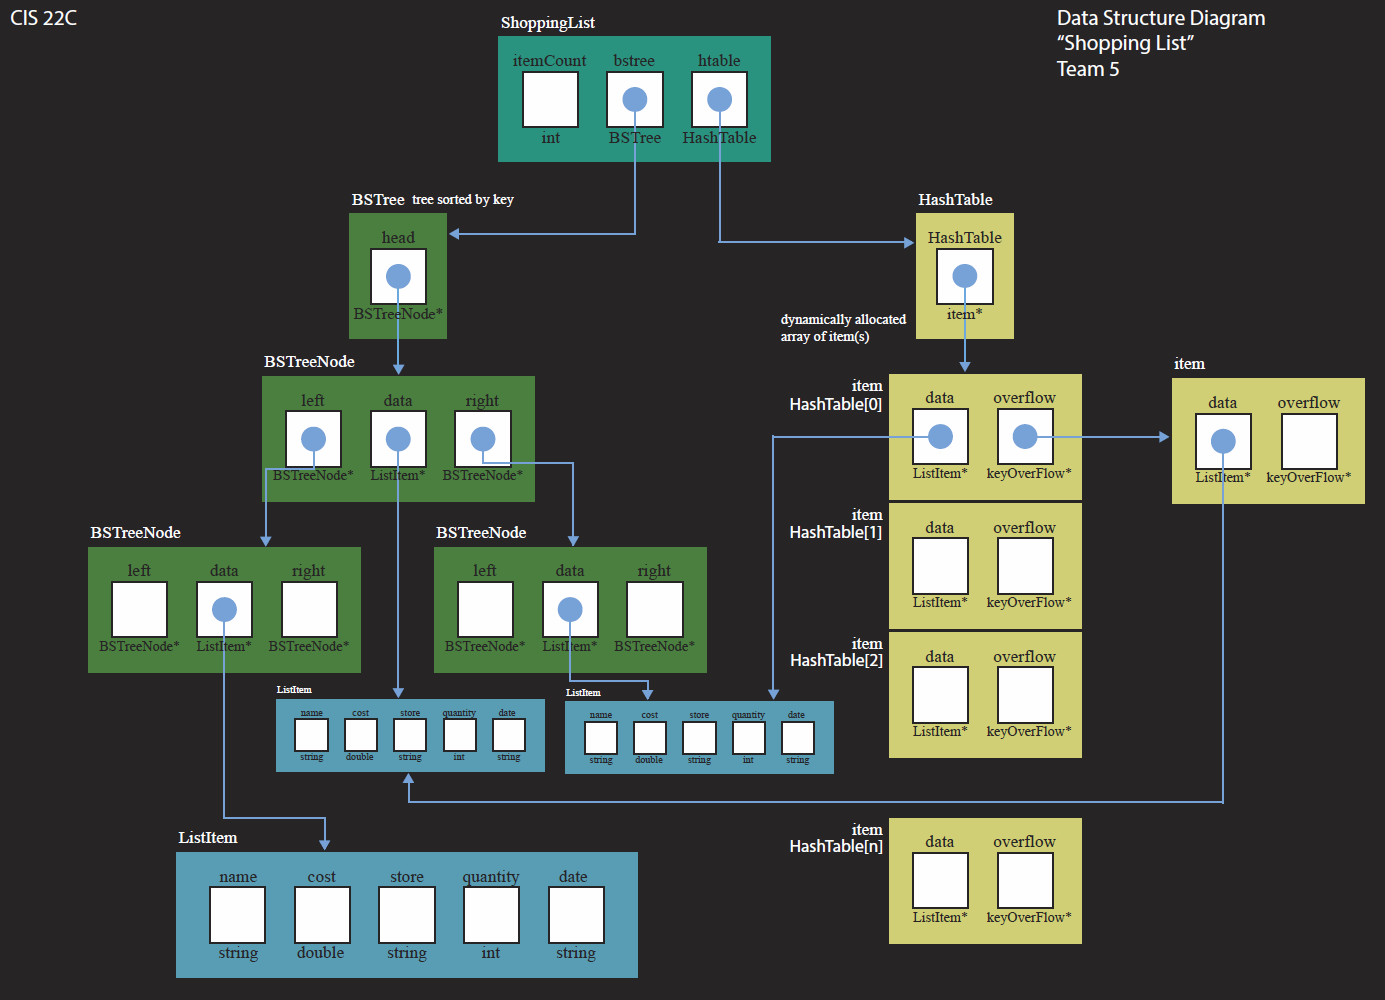 CIS 22C
Data Structure Diagram
“Shopping List”
Team 5
ShoppingList
itemCount bstree htable
int BSTree HashTable
BSTree tree sorted by key
head
BSTreeNode*
HashTable
HashTable
item*
dynamically allocated
array of item(s)
BSTreeNode
left data right
BSTreeNode* ListItem* BSTreeNode*
item
HashTable[0]
data overflow
ListItem* keyOverFlow*
item
data overflow
ListItem* keyOverFlow*
BSTreeNode
left data right
BSTreeNode* ListItem* BSTreeNode*
BSTreeNode
left data right
BSTreeNode* ListItem* BSTreeNode*
item
HashTable[1]
data overflow
ListItem* keyOverFlow*
item
HashTable[2]
data overflow
ListItem* keyOverFlow*
ListItem
name cost store quantity date
string double string int string
ListItem
name cost store quantity date
string double string int string
ListItem
name cost store quantity date
string double string int string
item
HashTable[n]
data overflow
ListItem* keyOverFlow*